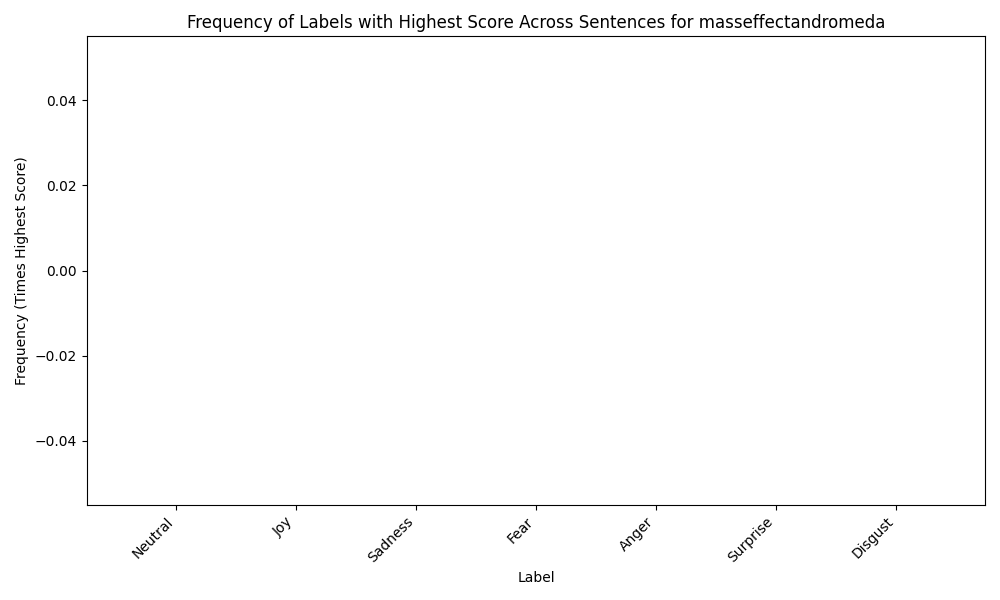 Frequency of Labels with Highest Score Across Sentences for masseffectandromeda
Frequency (Times Highest Score)
0.04
0.02
0.00
−0.02
−0.04
Neutral
Joy
Sadness
Fear
Anger
Surprise
Disgust
Label